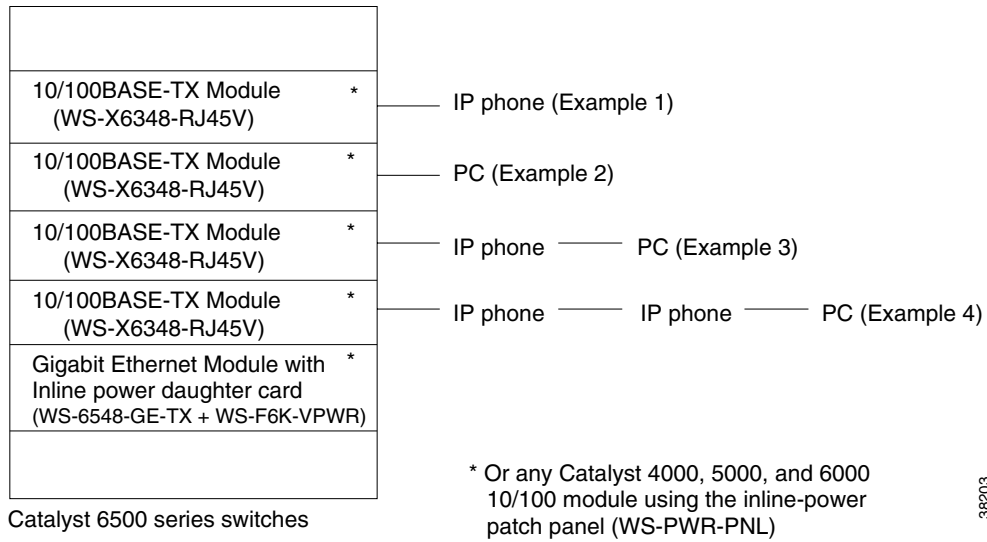 10/100BASE-TX Module *
(WS-X6348-RJ45V)
IP phone (Example 1)
10/100BASE-TX Module *
(WS-X6348-RJ45V)
PC (Example 2)
10/100BASE-TX Module *
(WS-X6348-RJ45V)
IP phone PC (Example 3)
10/100BASE-TX Module *
(WS-X6348-RJ45V)
IP phone IP phone PC (Example 4)
Gigabit Ethernet Module with *
Inline power daughter card
(WS-6548-GE-TX + WS-F6K-VPWR)
Catalyst 6500 series switches
* Or any Catalyst 4000, 5000, and 6000
10/100 module using the inline-power
patch panel (WS-PWR-PNL)
38203